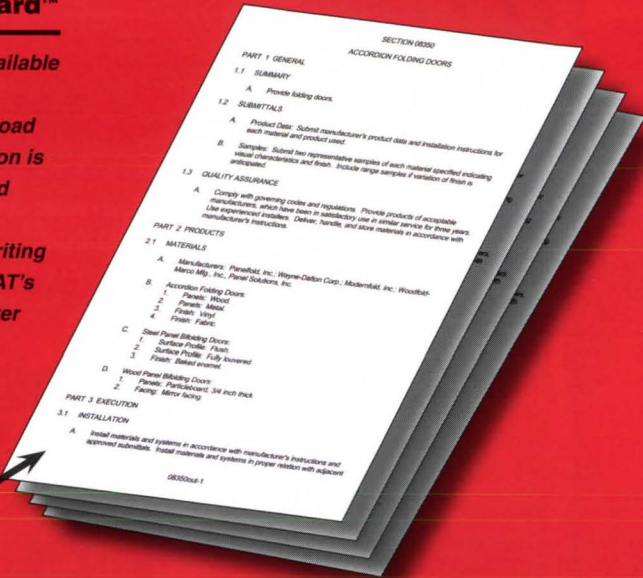 ard™
ailable
oad
on is
d
riting
AT's
ter
SECTION 08350
ACCORDION FOLDING DOORS
PART 1 GENERAL
1.1 SUMMARY
A. Provide folding doors.
1.2 SUBMITTALS
A. Product Data: Submit manufacturer's product data and installation instructions for
each material and product used.
B. Samples: Submit two representative samples of each material specified indicating
visual characteristics and finish. Include range samples if variation of finish is
anticipated.
1.3 QUALITY ASSURANCE
A. Comply with governing codes and regulations. Provide products of acceptable
manufacturers, which have been in satisfactory use in similar service for three years.
Use experienced installers. Deliver, handle, and store materials in accordance with
manufacturer's instructions.
PART 2 PRODUCTS
2.1 MATERIALS
A. Manufacturers: Panelfold, Inc.; Wayne-Dalton Corp.; Modernfold, Inc.; Woodfold-
Marco Mfg., Inc., Panel Solutions, Inc.
B. Accordion Folding Doors:
1. Panels: Wood.
2. Panels: Metal.
3. Finish: Vinyl.
4. Finish: Fabric.
C. Steel Panel Bifolding Doors:
1. Surface Profile: Flush.
2. Surface Profile: Fully louvered
3. Finish: Baked enamel.
D. Wood Panel Bifolding Doors:
1. Panels: Particleboard, 3/4 inch thick
2. Facing: Mirror facing.
PART 3 EXECUTION
3.1 INSTALLATION
A. Install materials and systems in accordance with manufacturer's instructions and
approved submittals. Install materials and systems in proper relation with adjacent
08350out-1